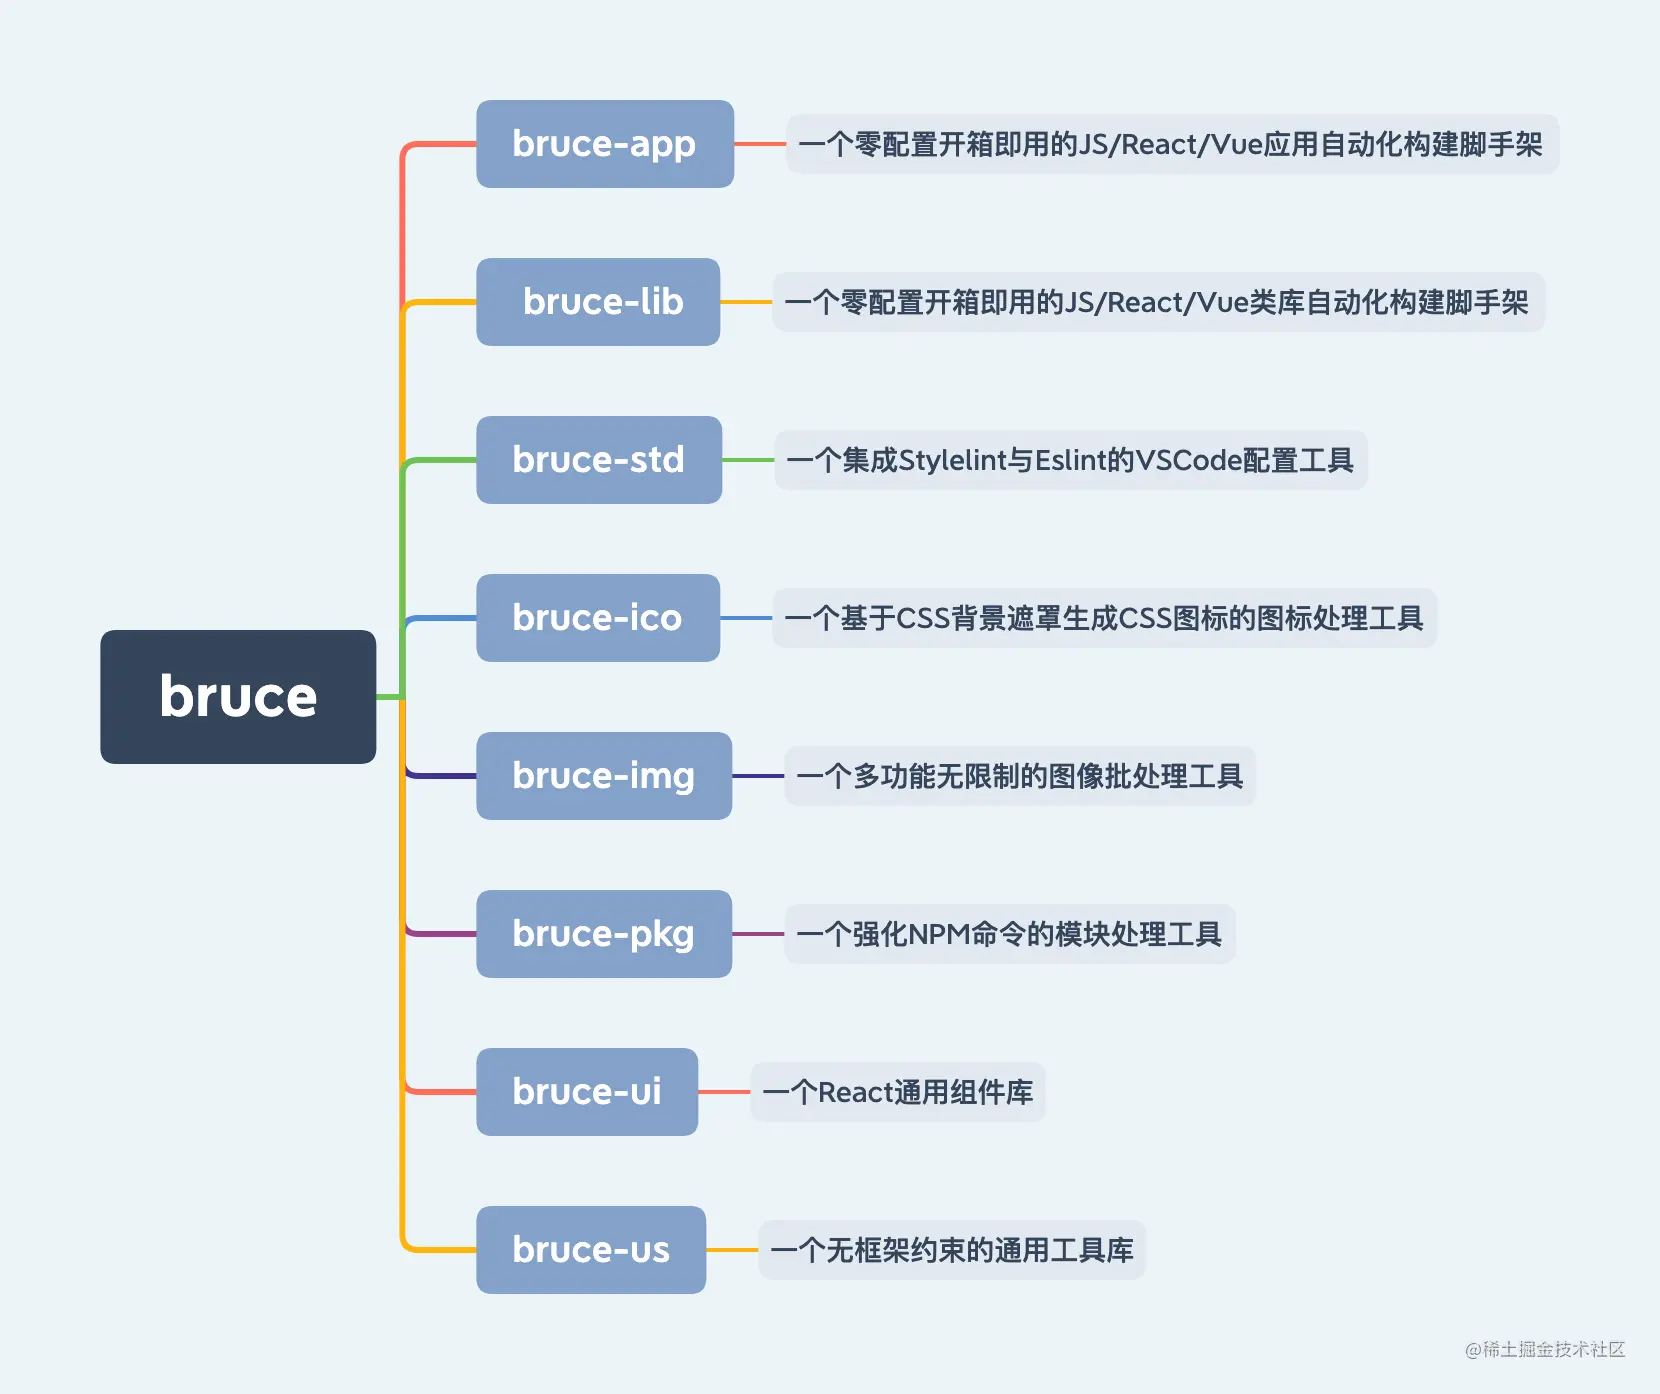 bruce-app
一个零配置开箱即用的JS/React/Vue应用自动化构建脚手架
bruce-lib
一个零配置开箱即用的JS/React/Vue类库自动化构建脚手架
bruce-std
一个集成Stylelint与Eslint的VSCode配置工具
bruce-ico
一个基于CSS背景遮罩生成CSS图标的图标处理工具
bruce
bruce-img
一个多功能无限制的图像批处理工具
bruce-pkg
一个强化NPM命令的模块处理工具
bruce-ui
一个React通用组件库
bruce-us
一个无框架约束的通用工具库
@稀土掘金技术社区